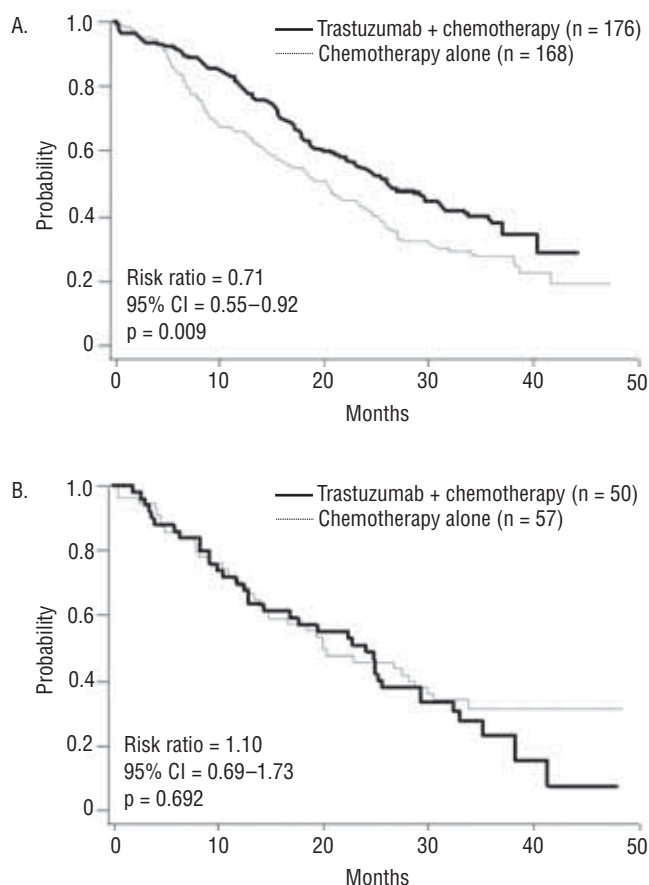 A.
Trastuzumab + chemotherapy (n = 176)
Chemotherapy alone (n = 168)
1.0
0.8
0.6
0.4
0.2
0
Probability
Risk ratio = 0.71
95% CI = 0.55–0.92
p = 0.009
0 10 20 30 40 50
Months
B.
Trastuzumab + chemotherapy (n = 50)
Chemotherapy alone (n = 57)
1.0
0.8
0.6
0.4
0.2
0
Probability
Risk ratio = 1.10
95% CI = 0.69–1.73
p = 0.692
0 10 20 30 40 50
Months